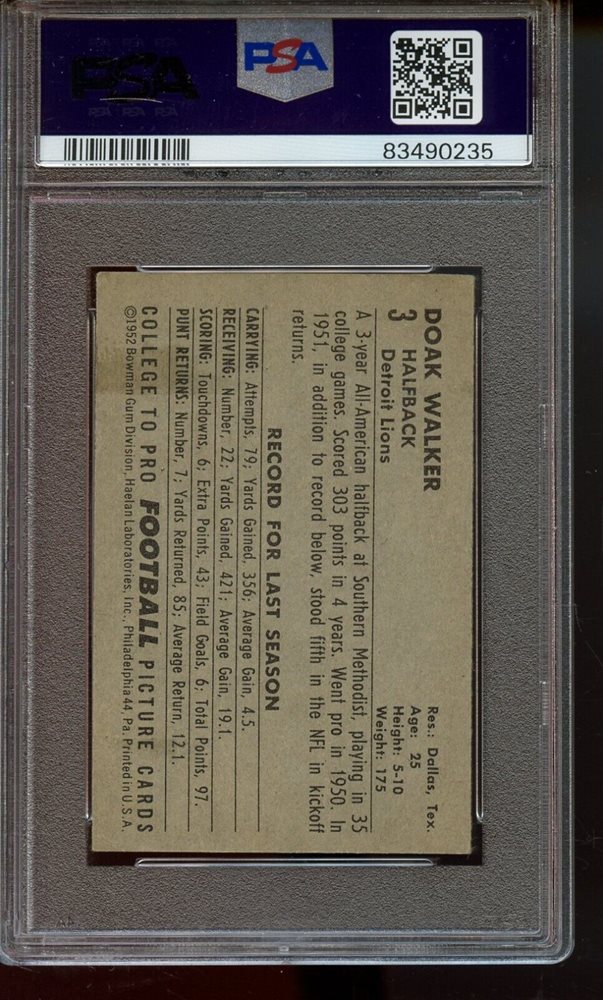 PSA
PSA
PSA PSA PSA
83490235
DOAK WALKER
3 HALFBACK
Detroit Lions
Res.: Dallas, Tex.
Age: 25
Height: 5-10
Weight: 175
A 3-year All-American halfback at Southern Methodist, playing in 35
college games. Scored 303 points in 4 years. Went pro in 1950. In
1951, in addition to record below, stood fifth in the NFL in kickoff
returns.
RECORD FOR LAST SEASON
CARRYING: Attempts, 79; Yards Gained, 356; Average Gain, 4.5.
RECEIVING: Number, 22; Yards Gained, 421; Average Gain, 19.1.
SCORING: Touchdowns, 6; Extra Points, 43; Field Goals, 6; Total Points, 97.
PUNT RETURNS: Number, 7; Yards Returned, 85; Average Return, 12.1.
COLLEGE TO PRO FOOTBALL PICTURE CARDS
©1952 Bowman Gum Division, Haelan Laboratories, Inc., Philadelphia 44, Pa. Printed in U.S.A.